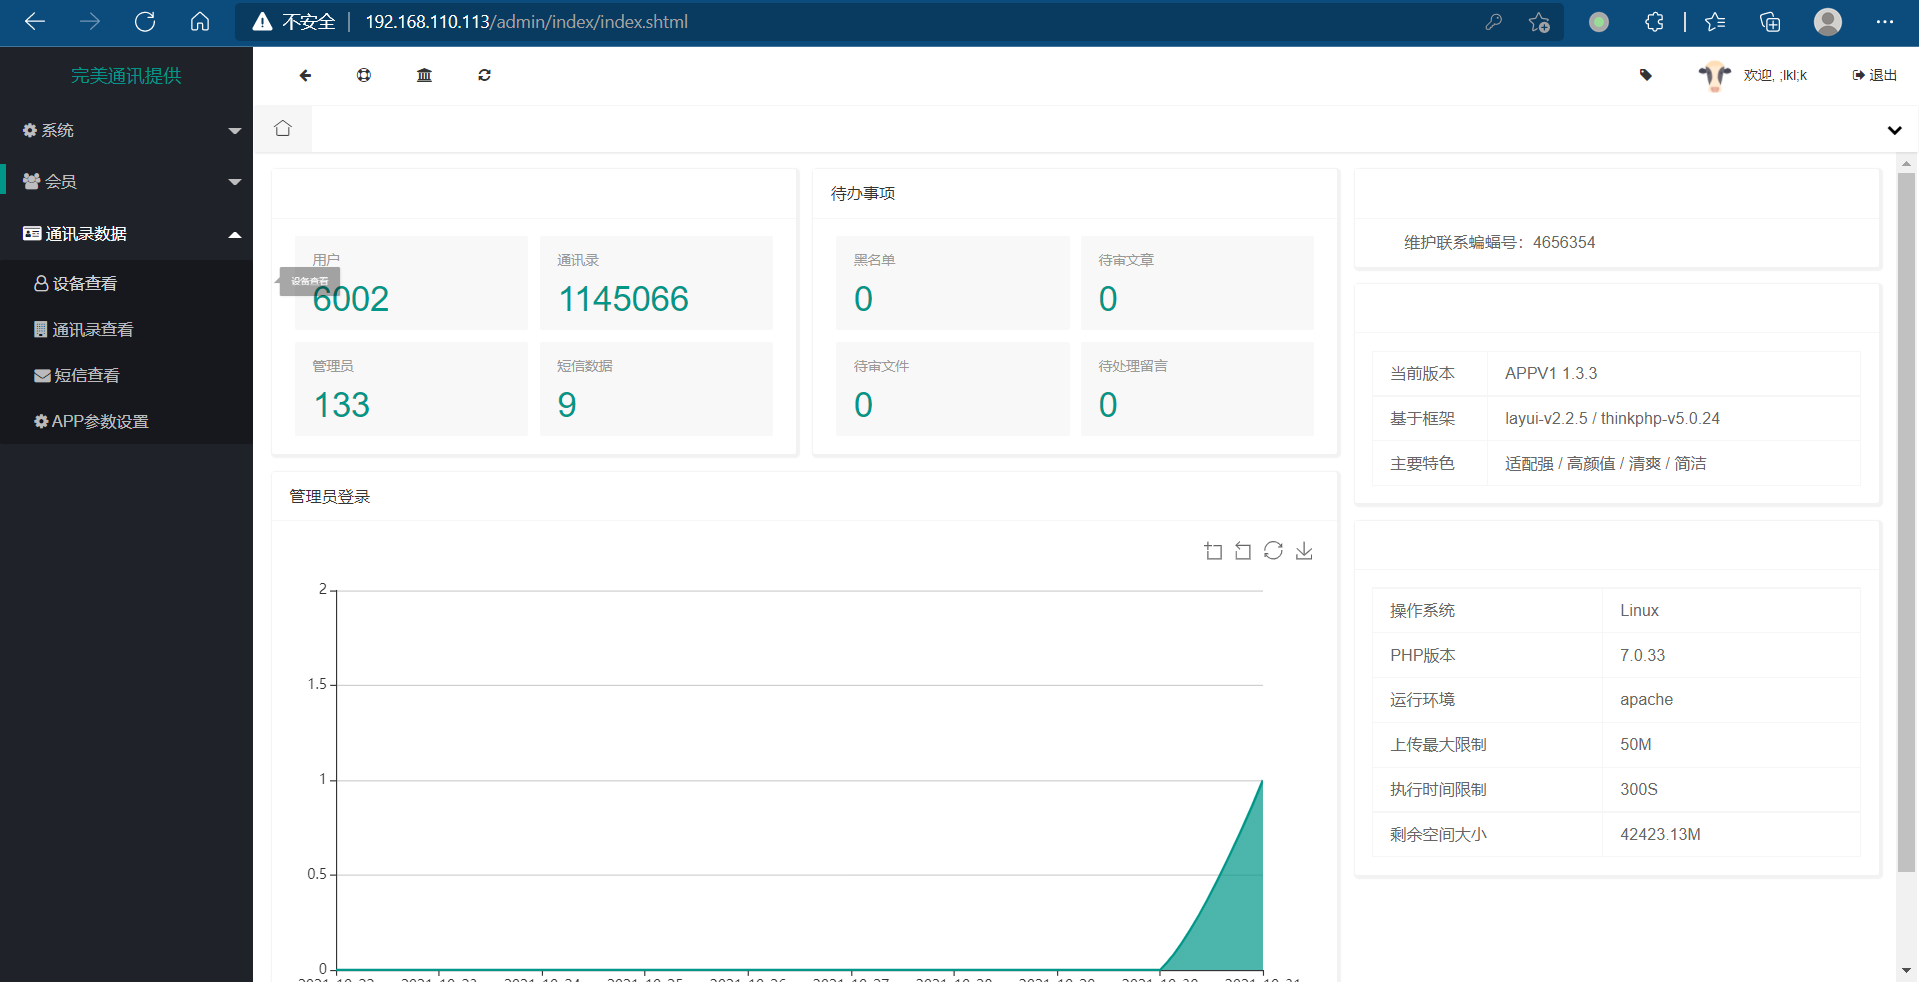 不安全 | 192.168.110.113/admin/index/index.shtml
完美通讯提供
欢迎, ;lkl;k
退出
系统
会员
通讯录数据
设备查看
通讯录查看
短信查看
APP参数设置
设备查看
用户
6002
通讯录
1145066
管理员
133
短信数据
9
待办事项
黑名单
0
待审文章
0
待审文件
0
待处理留言
0
维护联系蝙蝠号：4656354
当前版本 APPV1 1.3.3
基于框架 layui-v2.2.5 / thinkphp-v5.0.24
主要特色 适配强 / 高颜值 / 清爽 / 简洁
操作系统 Linux
PHP版本 7.0.33
运行环境 apache
上传最大限制 50M
执行时间限制 300S
剩余空间大小 42423.13M
管理员登录
2
1.5
1
0.5
0